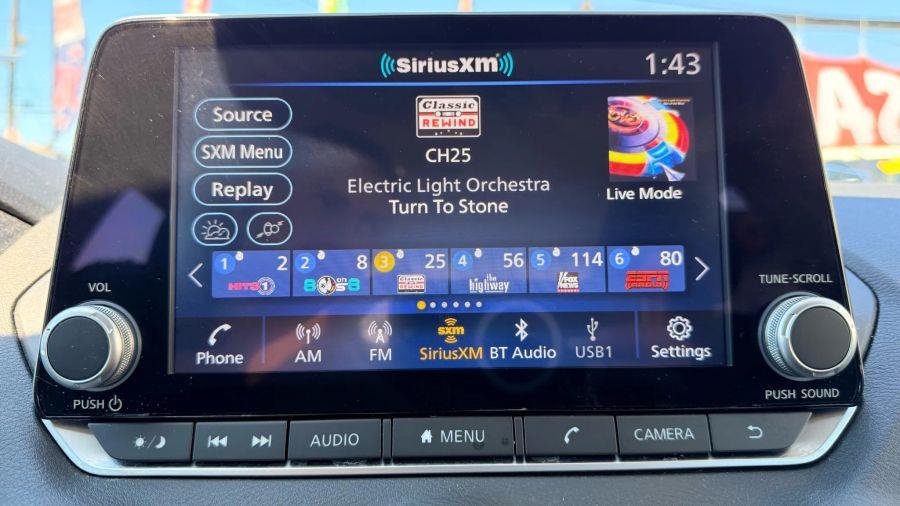 SiriusXM
1:43
Source
SXM Menu
Replay
Classic
REWIND
CH25
Electric Light Orchestra
Turn To Stone
Live Mode
1 2
HITS1
2 8
80s on 8
3 25
Classic
REWIND
4 56
the
highway
5 114
FOX
NEWS
6 80
ESPN
RADIO
VOL
PUSH
TUNE·SCROLL
PUSH SOUND
Phone
AM
FM
sxm
SiriusXM
BT Audio
USB1
Settings
AUDIO
MENU
CAMERA
SA